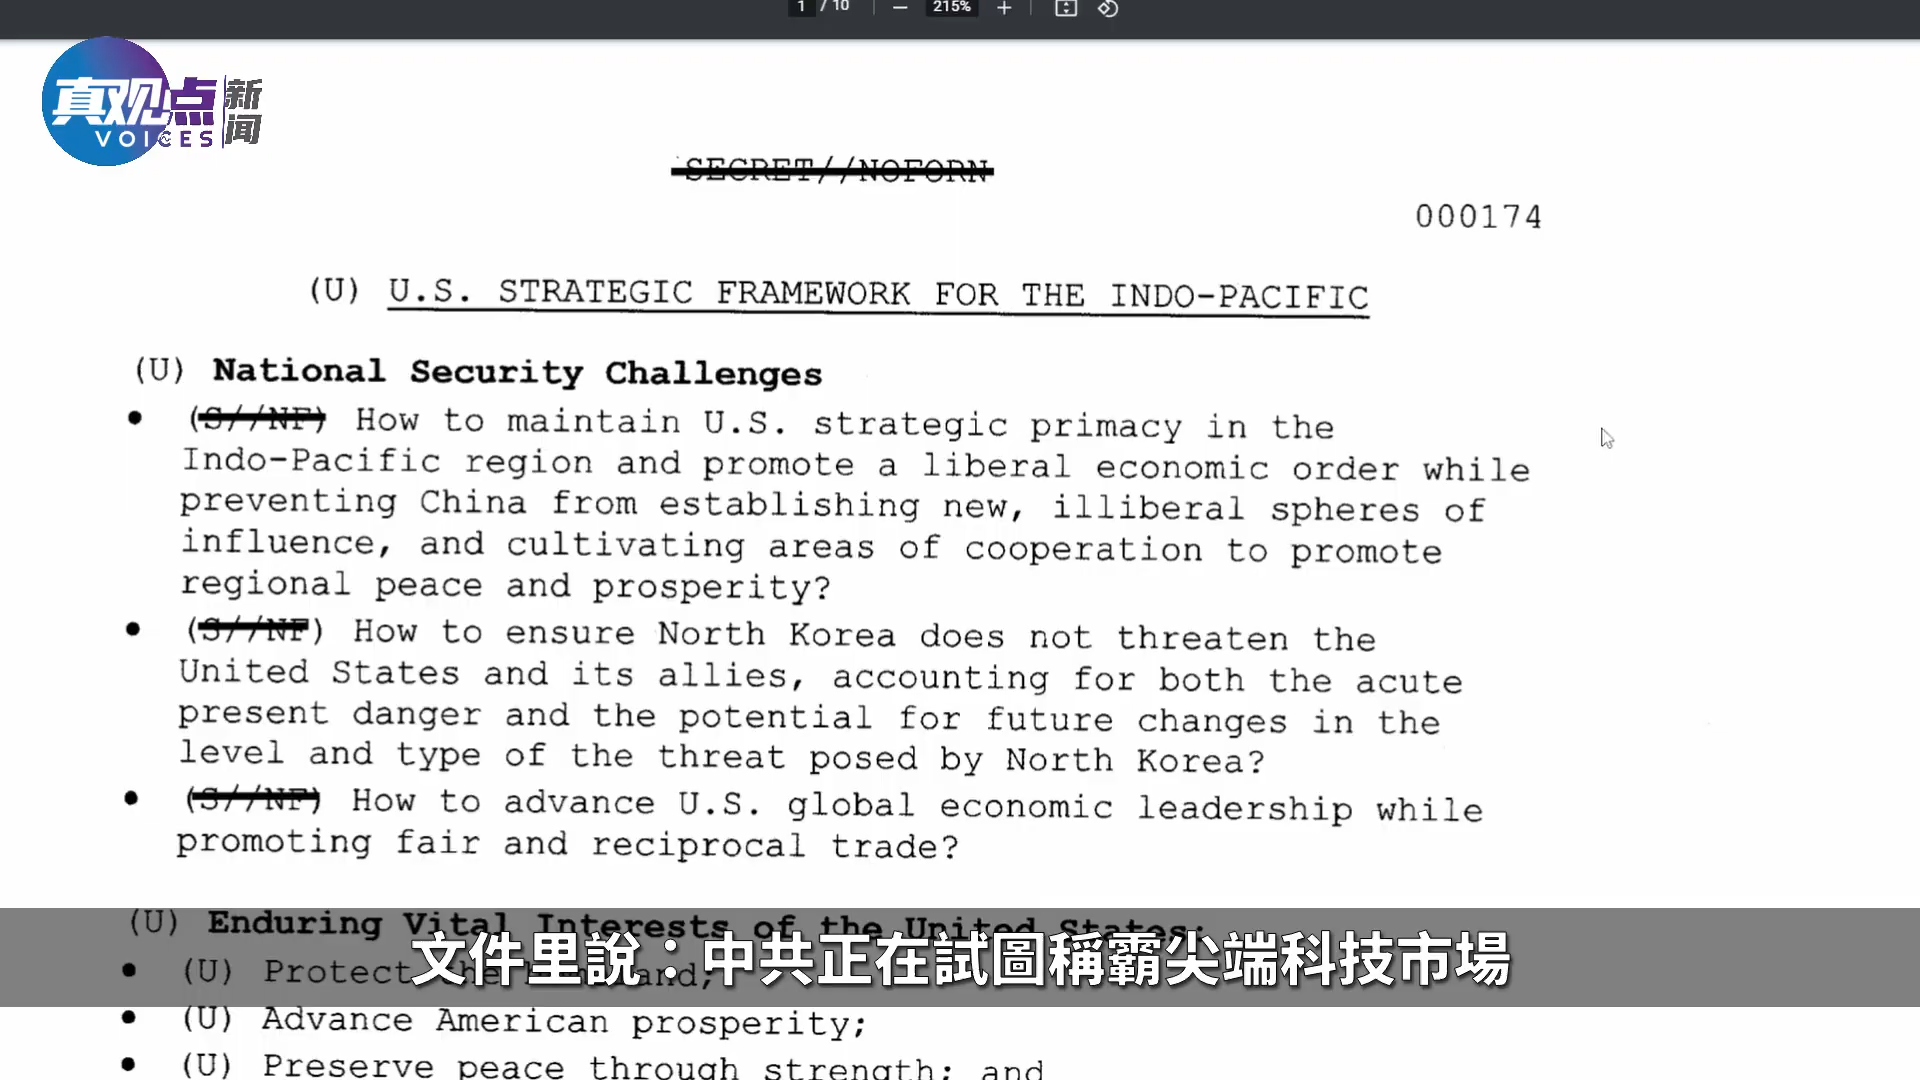 1 / 10 — 215% +
真观点 新闻
VOICES
SECRET//NOFORN
000174
(U) U.S. STRATEGIC FRAMEWORK FOR THE INDO-PACIFIC
(U) National Security Challenges
• (S//NF) How to maintain U.S. strategic primacy in the
Indo-Pacific region and promote a liberal economic order while
preventing China from establishing new, illiberal spheres of
influence, and cultivating areas of cooperation to promote
regional peace and prosperity?
• (S//NF) How to ensure North Korea does not threaten the
United States and its allies, accounting for both the acute
present danger and the potential for future changes in the
level and type of the threat posed by North Korea?
• (S//NF) How to advance U.S. global economic leadership while
promoting fair and reciprocal trade?
(U) Enduring Vital Interests of the United States:
文件里說：中共正在試圖稱霸尖端科技市場
• (U) Protect the
• (U) Advance American prosperity;
• (U) Preserve peace through strength; and